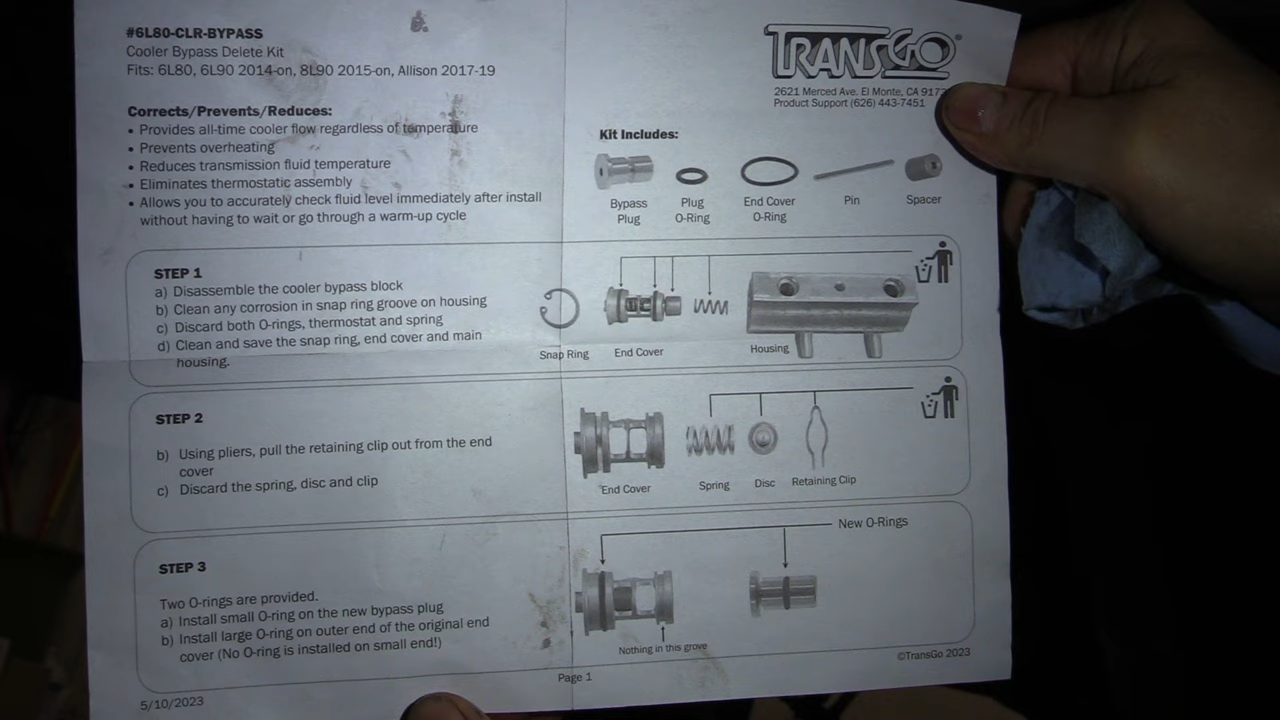 #6L80-CLR-BYPASS
Cooler Bypass Delete Kit
Fits: 6L80, 6L90 2014-on, 8L90 2015-on, Allison 2017-19
TRANSGO®
2621 Merced Ave. El Monte, CA
Product Support (626) 443-7451
Corrects/Prevents/Reduces:
• Provides all-time cooler flow regardless of temperature
• Prevents overheating
• Reduces transmission fluid temperature
• Eliminates thermostatic assembly
• Allows you to accurately check fluid level immediately after install
without having to wait or go through a warm-up cycle
Kit Includes:
Bypass
Plug
Plug
O-Ring
End Cover
O-Ring
Pin
Spacer
STEP 1
a) Disassemble the cooler bypass block
b) Clean any corrosion in snap ring groove on housing
c) Discard both O-rings, thermostat and spring
d) Clean and save the snap ring, end cover and main
housing.
Snap Ring
End Cover
Housing
STEP 2
b) Using pliers, pull the retaining clip out from the end
cover
c) Discard the spring, disc and clip
End Cover
Spring
Disc
Retaining Clip
STEP 3
Two O-rings are provided.
a) Install small O-ring on the new bypass plug
b) Install large O-ring on outer end of the original end
cover (No O-ring is installed on small end!)
New O-Rings
Nothing in this grove
©TransGo 2023
Page 1
5/10/2023